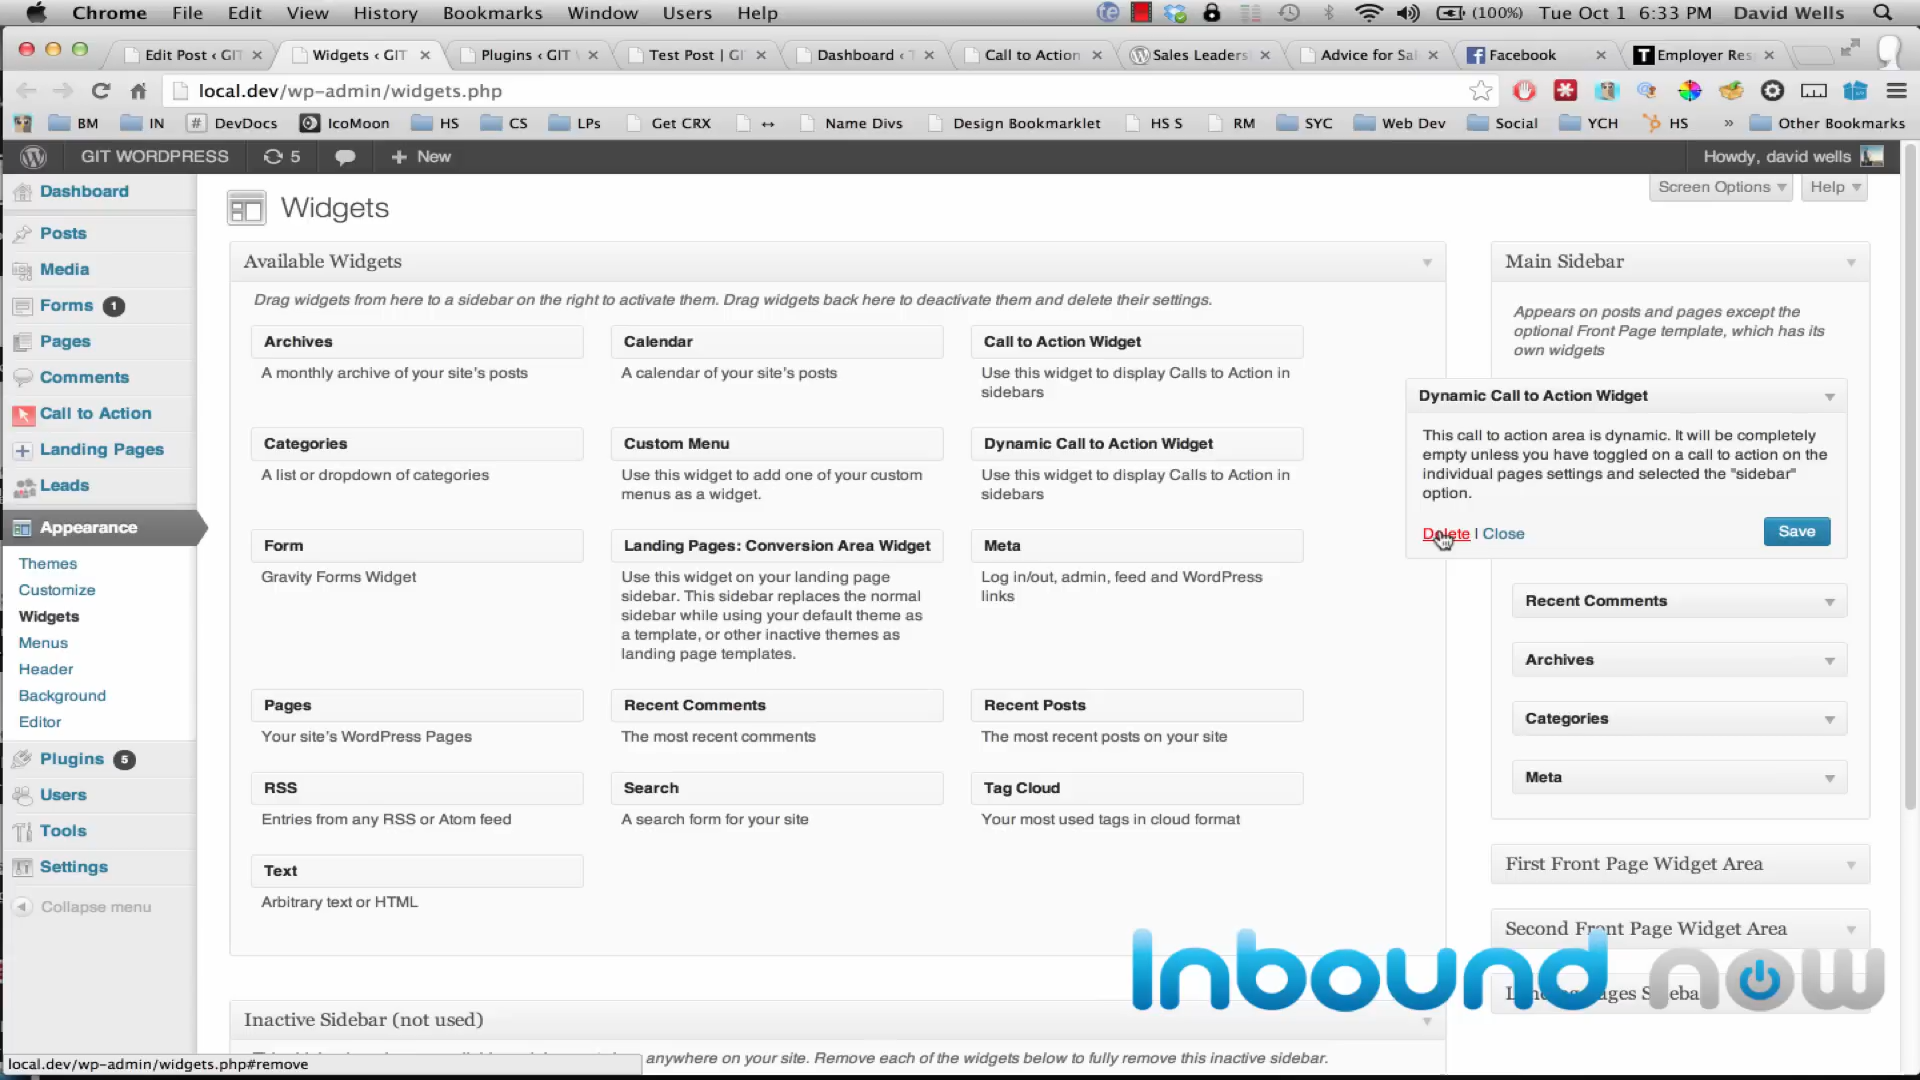 Chrome File Edit View History Bookmarks Window Users Help (100%) Tue Oct 1 6:33 PM David Wells
Edit Post ‹ GIT Widgets ‹ GIT Plugins ‹ GIT Test Post | GI Dashboard ‹ Call to Action Sales Leaders Advice for Sal Facebook T Employer Res
local.dev/wp-admin/widgets.php
BM IN # DevDocs IcoMoon HS CS LPs Get CRX ↔ Name Divs Design Bookmarklet HS S RM SYC Web Dev Social YCH HS » Other Bookmarks
GIT WORDPRESS 5 + New Howdy, david wells
Screen Options Help
Widgets
Dashboard
Posts
Media
Forms 1
Pages
Comments
Call to Action
Landing Pages
Leads
Appearance
Themes
Customize
Widgets
Menus
Header
Background
Editor
Plugins 5
Users
Tools
Settings
Collapse menu
Available Widgets
Drag widgets from here to a sidebar on the right to activate them. Drag widgets back here to deactivate them and delete their settings.
Archives
A monthly archive of your site's posts
Calendar
A calendar of your site's posts
Call to Action Widget
Use this widget to display Calls to Action in
sidebars
Categories
A list or dropdown of categories
Custom Menu
Use this widget to add one of your custom
menus as a widget.
Dynamic Call to Action Widget
Use this widget to display Calls to Action in
sidebars
Form
Gravity Forms Widget
Landing Pages: Conversion Area Widget
Use this widget on your landing page
sidebar. This sidebar replaces the normal
sidebar while using your default theme as
a template, or other inactive themes as
landing page templates.
Meta
Log in/out, admin, feed and WordPress
links
Pages
Your site's WordPress Pages
Recent Comments
The most recent comments
Recent Posts
The most recent posts on your site
RSS
Entries from any RSS or Atom feed
Search
A search form for your site
Tag Cloud
Your most used tags in cloud format
Text
Arbitrary text or HTML
Inactive Sidebar (not used)
anywhere on your site. Remove each of the widgets below to fully remove this inactive sidebar.
Main Sidebar
Appears on posts and pages except the
optional Front Page template, which has its
own widgets
Dynamic Call to Action Widget
This call to action area is dynamic. It will be completely
empty unless you have toggled on a call to action on the
individual pages settings and selected the "sidebar"
option.
Delete | Close Save
Recent Comments
Archives
Categories
Meta
First Front Page Widget Area
Second Front Page Widget Area
Inbound now
local.dev/wp-admin/widgets.php#remove